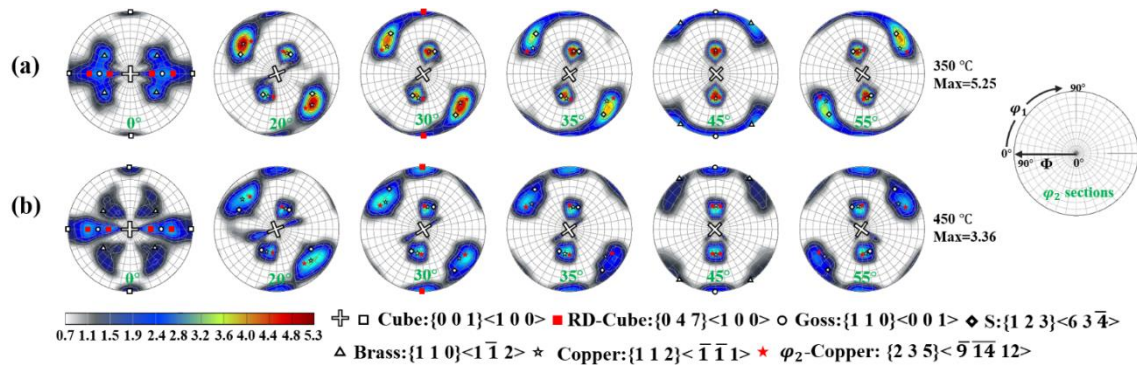 (a)
0° 20° 30° 35° 45° 55°
350 °C
Max=5.25
(b)
0° 20° 30° 35° 45° 55°
450 °C
Max=3.36
φ₁ 90°
0° 90° Φ 0°
φ₂ sections
0.7 1.1 1.5 1.9 2.3 2.8 3.2 3.6 4.0 4.4 4.8 5.3
Cube:{0 0 1}<1 0 0> RD-Cube:{0 4 7}<1 0 0> Goss:{1 1 0}<0 0 1> S:{1 2 3}<6 3 4̅>
Brass:{1 1 0}<1 1̅ 2> Copper:{1 1 2}<1̅ 1̅ 1> φ₂-Copper: {2 3 5}<9̅ 1̅4̅ 12>